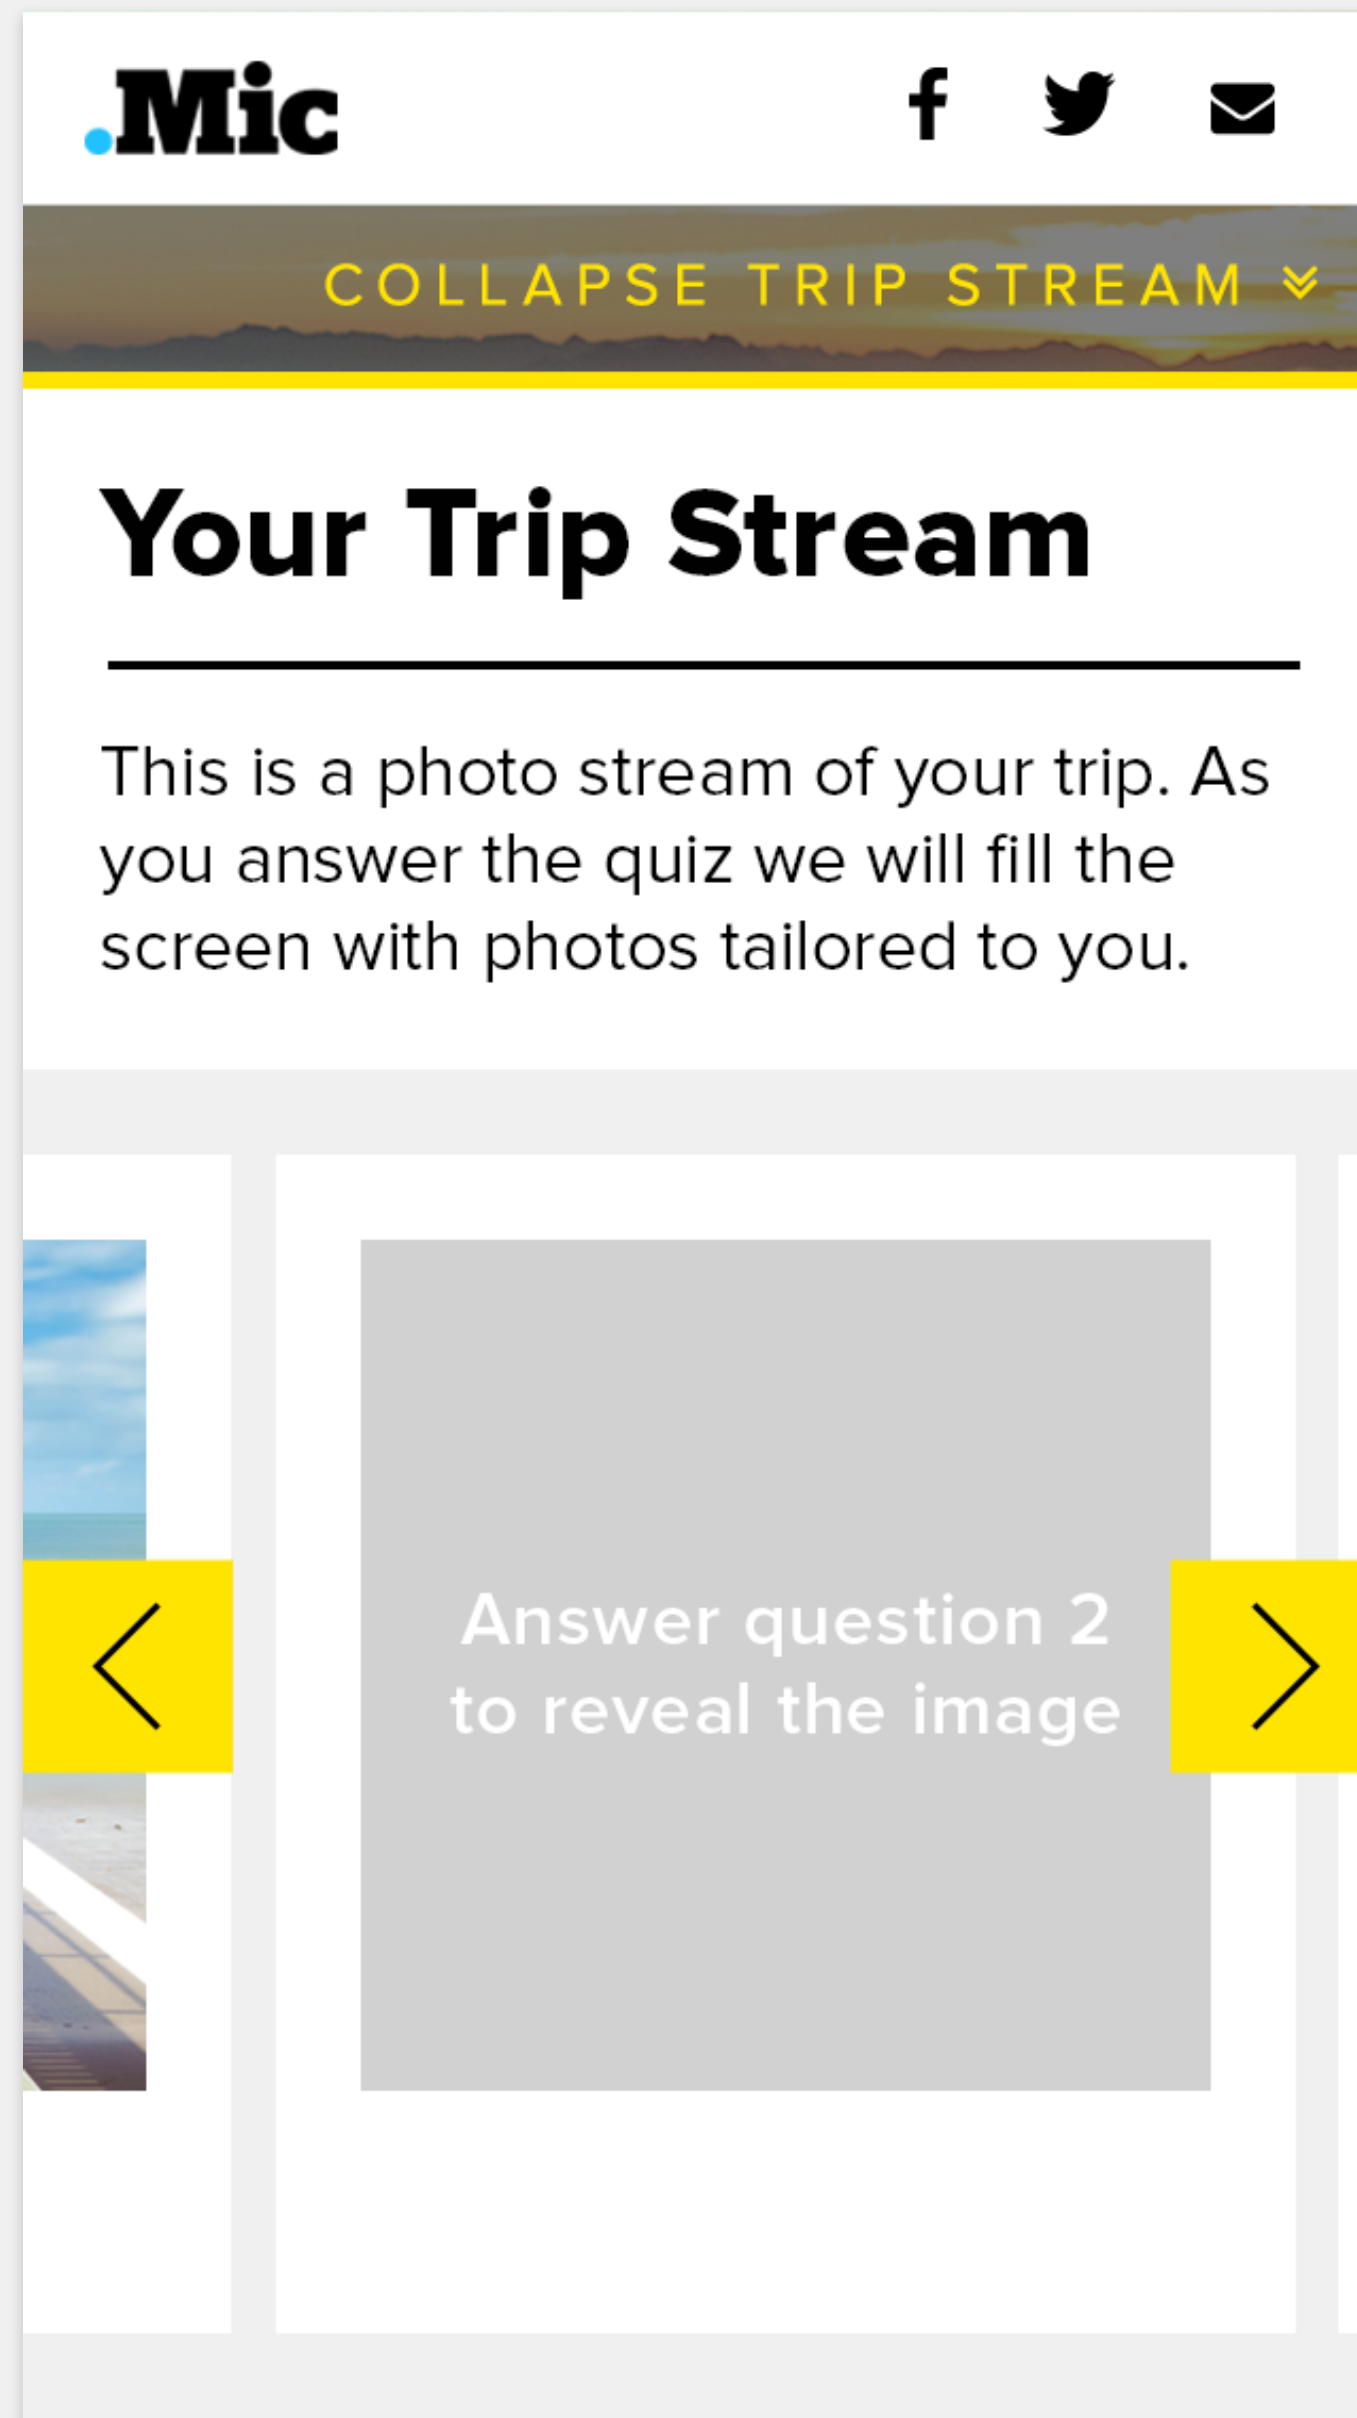 .Mic
COLLAPSE TRIP STREAM
Your Trip Stream
This is a photo stream of your trip. As
you answer the quiz we will fill the
screen with photos tailored to you.
Answer question 2
to reveal the image